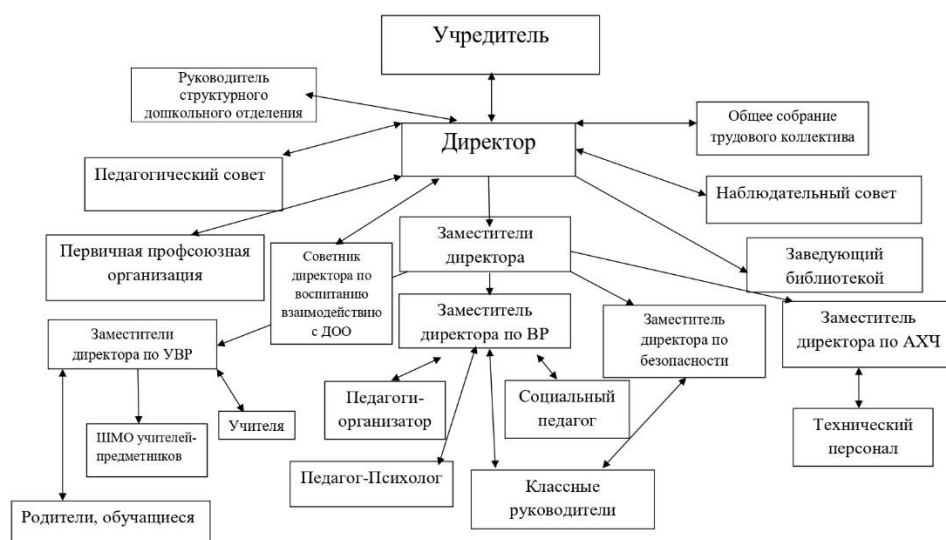 Учредитель
Руководитель
структурного
дошкольного отделения
Общее собрание
трудового коллектива
Директор
Педагогический совет
Наблюдательный совет
Первичная профсоюзная
организация
Советник
директора по
воспитанию
взаимодействию
с ДОО
Заместители
директора
Заведующий
библиотекой
Заместители
директора по УВР
Заместитель
директора по ВР
Заместитель
директора по
безопасности
Заместитель
директора по АХЧ
Педагоги-
организатор
Социальный
педагог
Учителя
ШМО учителей-
предметников
Технический
персонал
Педагог-Психолог
Классные
руководители
Родители, обучащиеся